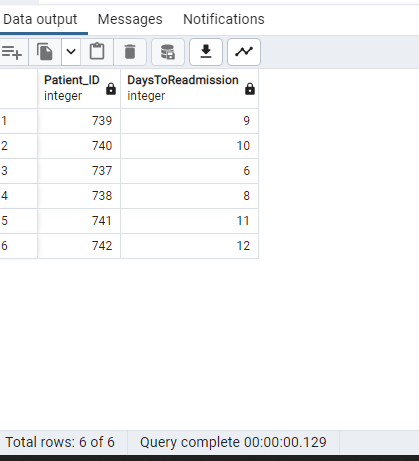 Data output Messages Notifications
Patient_ID DaysToReadmission
integer integer
1 739 9
2 740 10
3 737 6
4 738 8
5 741 11
6 742 12
Total rows: 6 of 6 Query complete 00:00:00.129